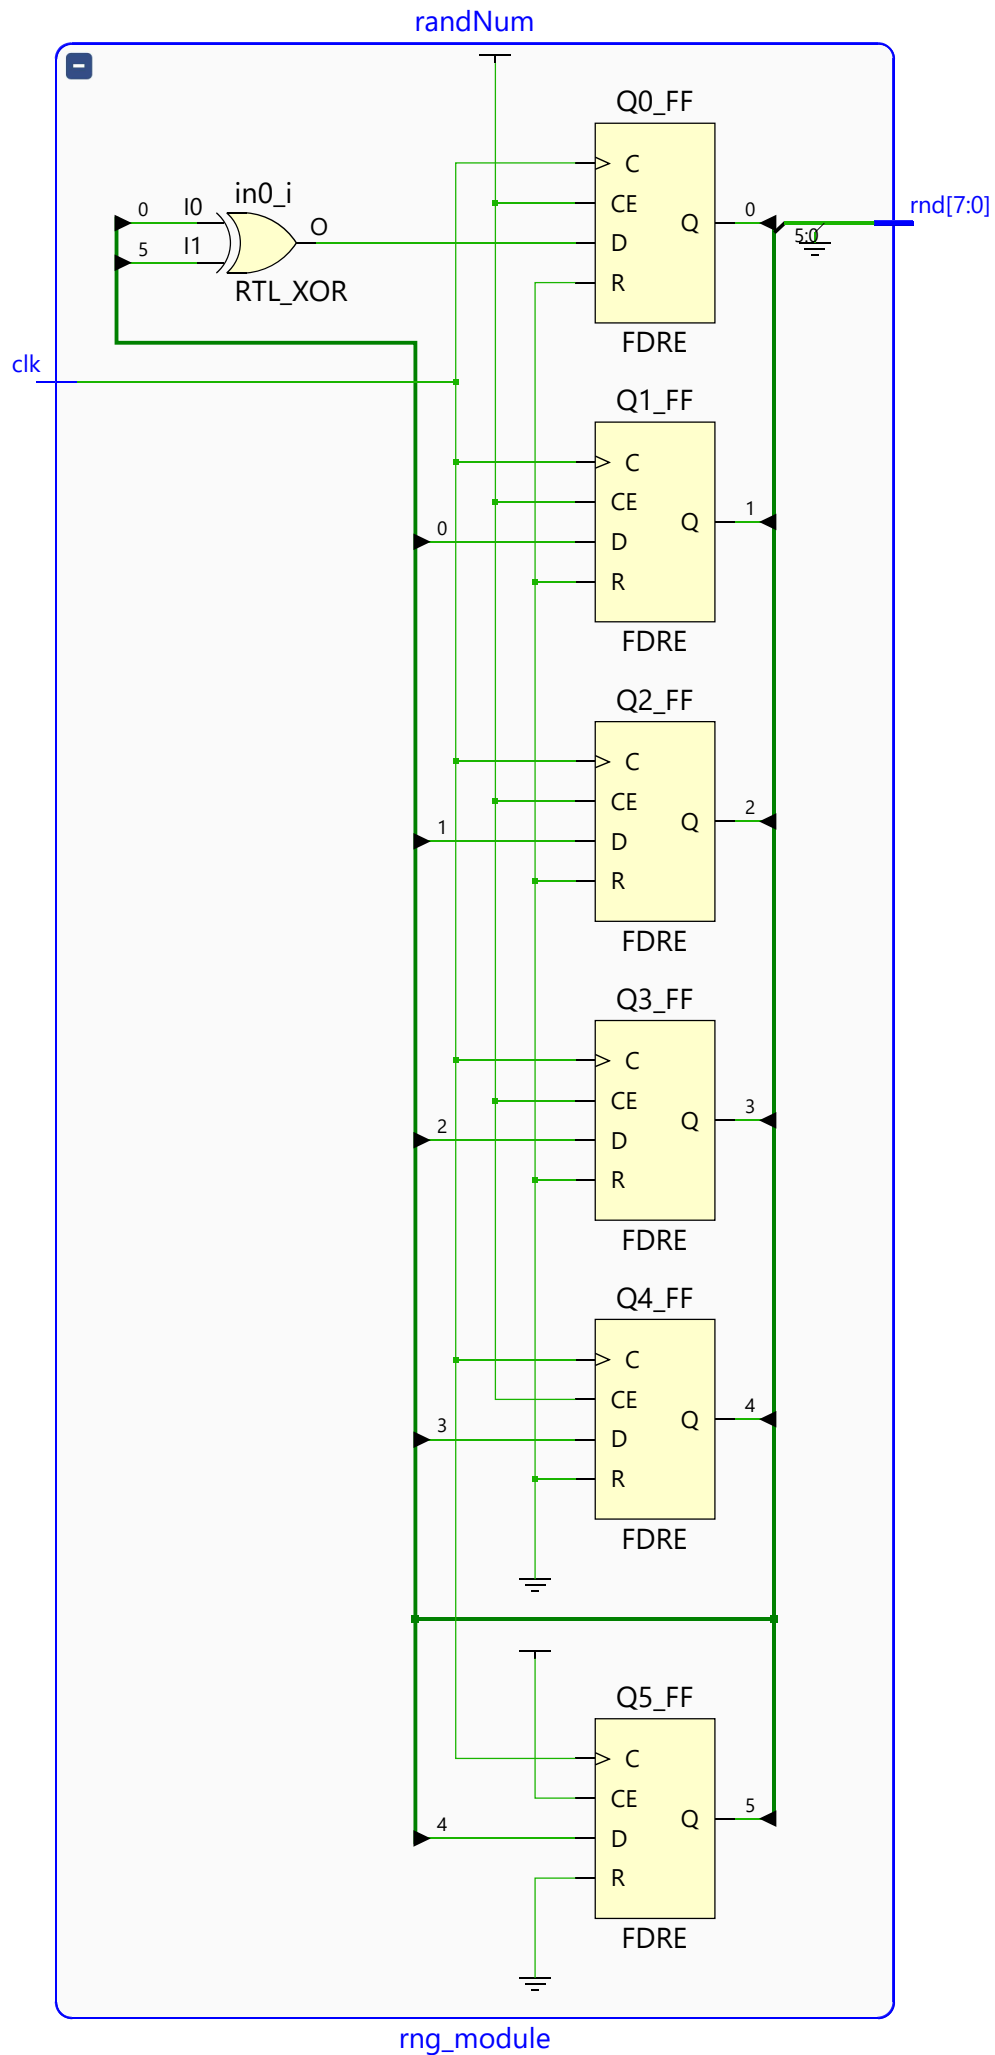 randNum
Q0_FF
C
CE
D
R
Q
0
FDRE
rnd[7:0]
5:0
0
I0
5
I1
in0_i
O
RTL_XOR
clk
Q1_FF
C
CE
0
D
R
Q
1
FDRE
Q2_FF
C
CE
1
D
R
Q
2
FDRE
Q3_FF
C
CE
2
D
R
Q
3
FDRE
Q4_FF
C
CE
3
D
R
Q
4
FDRE
Q5_FF
C
CE
4
D
R
Q
5
FDRE
rng_module